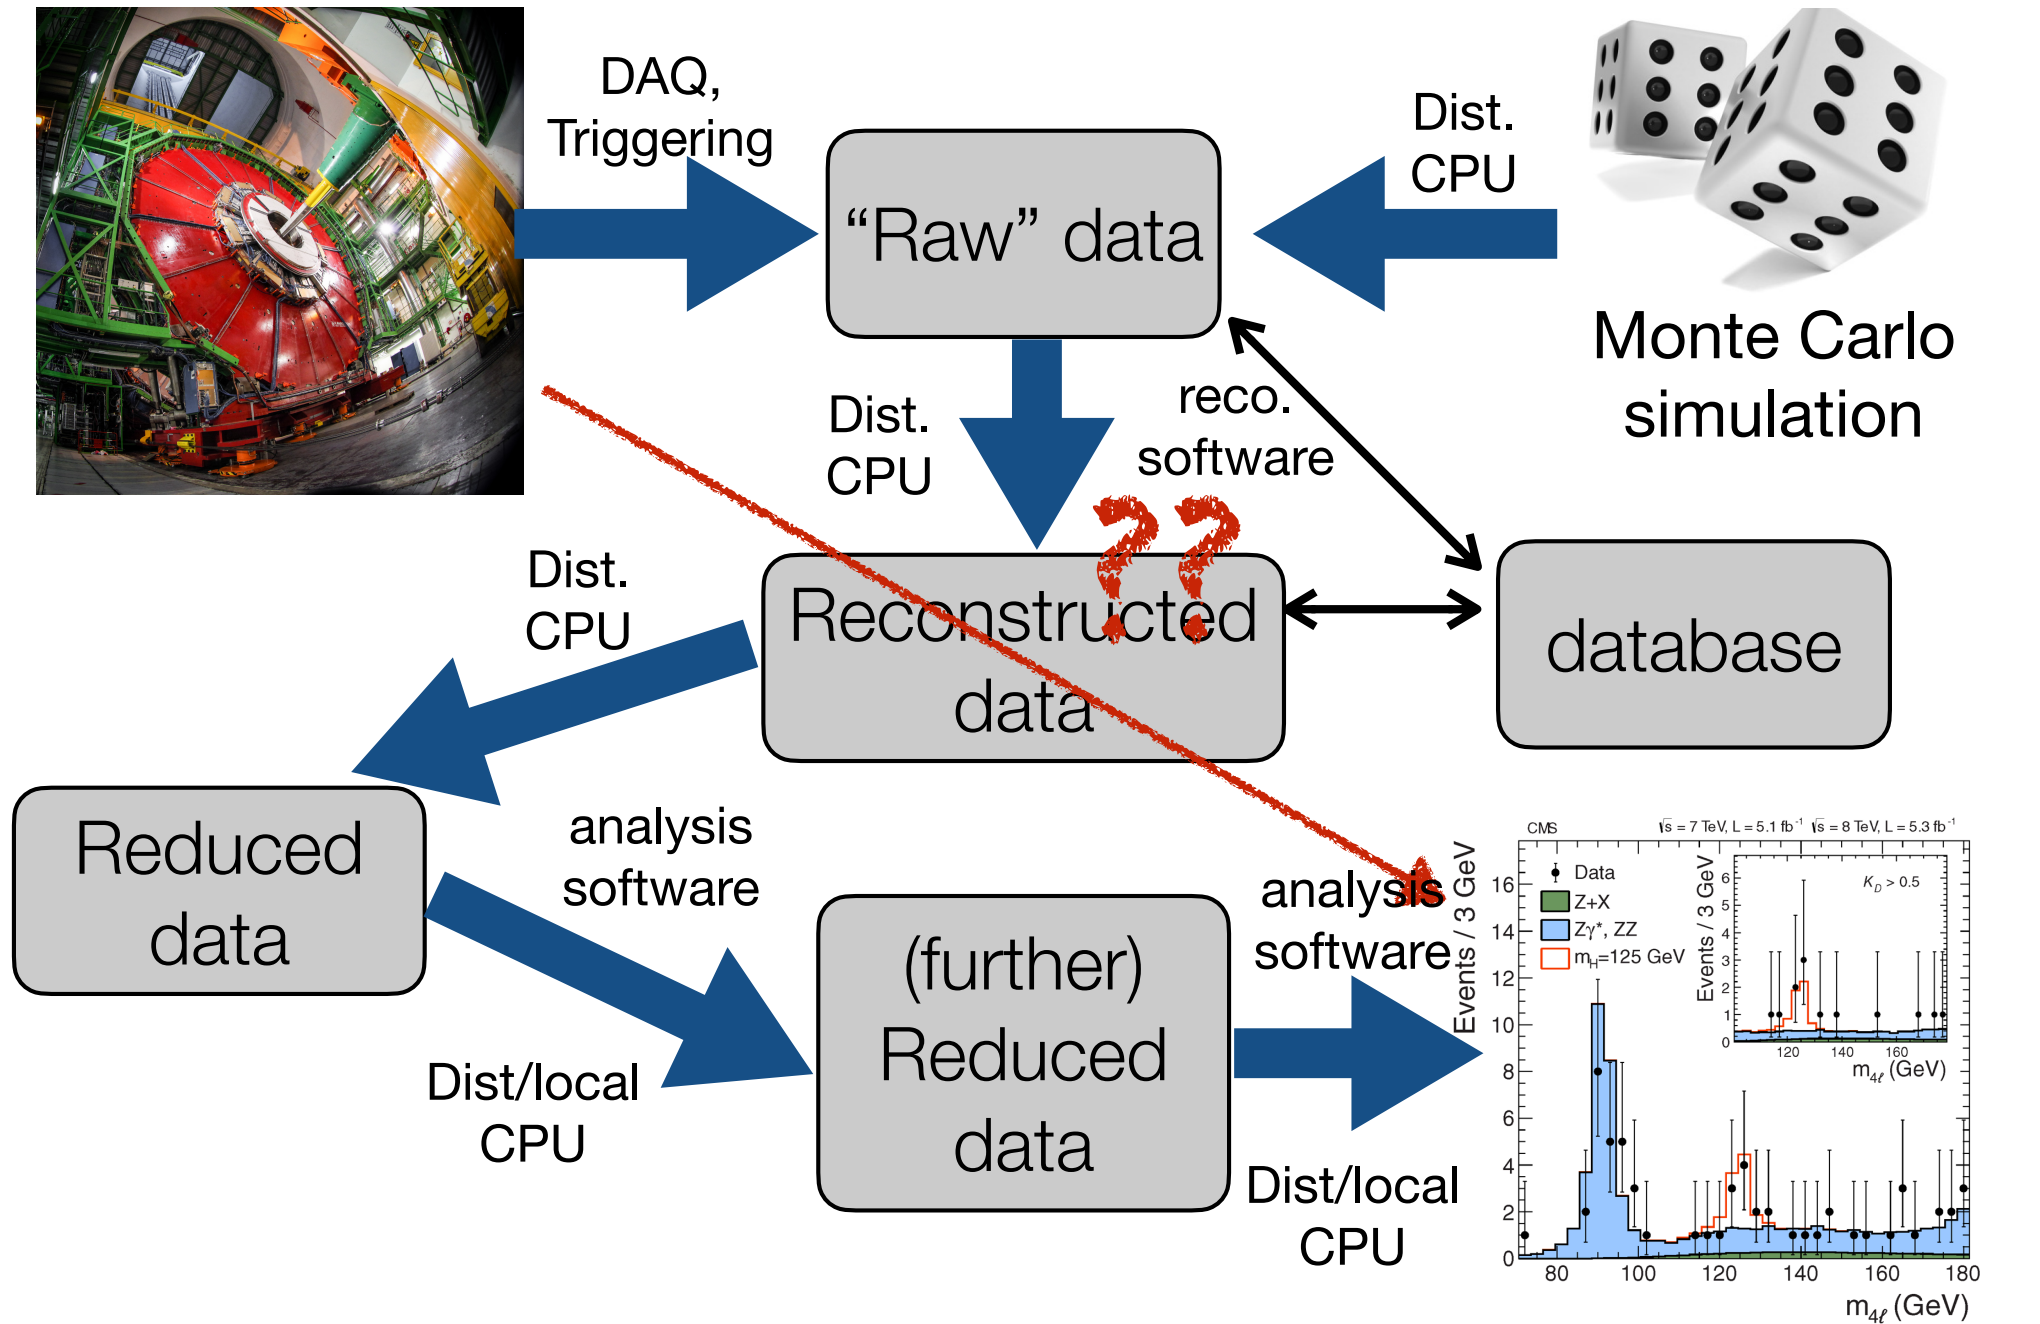 DAQ,
Triggering
"Raw" data
Dist.
CPU
Monte Carlo
simulation
Dist.
CPU
reco.
software
??
Reconstructed
data
database
Dist.
CPU
Reduced
data
analysis
software
Dist/local
CPU
(further)
Reduced
data
analysis
software
Dist/local
CPU
CMS
√s = 7 TeV, L = 5.1 fb⁻¹ √s = 8 TeV, L = 5.3 fb⁻¹
Events / 3 GeV
Data
Z+X
Zγ*, ZZ
m_H=125 GeV
16
14
12
10
8
6
4
2
0
80 100 120 140 160 180
m_4ℓ (GeV)
Events / 3 GeV
K_D > 0.5
6
5
4
3
2
1
0
120 140 160
m_4ℓ (GeV)